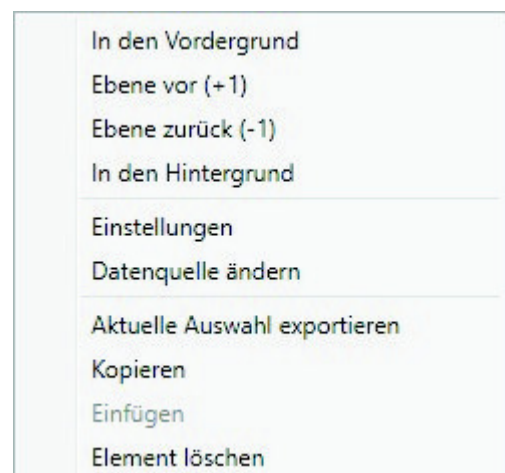 In den Vordergrund
Ebene vor (+1)
Ebene zurück (-1)
In den Hintergrund
Einstellungen
Datenquelle ändern
Aktuelle Auswahl exportieren
Kopieren
Einfügen
Element löschen